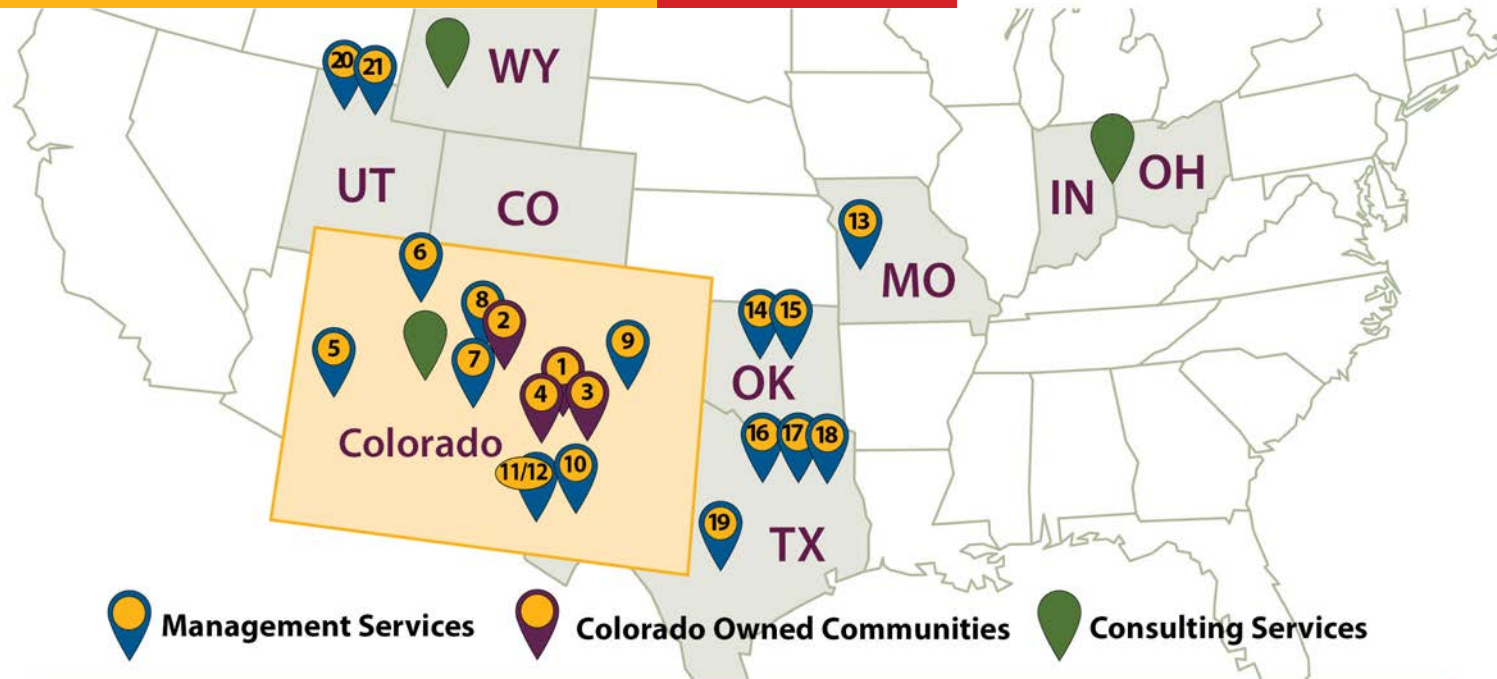 20 21
WY
UT
CO
IN
OH
13
MO
6
8
2
5
7
9
1
4
3
14 15
OK
Colorado
16 17 18
11/12
10
19
TX
Management Services
Colorado Owned Communities
Consulting Services